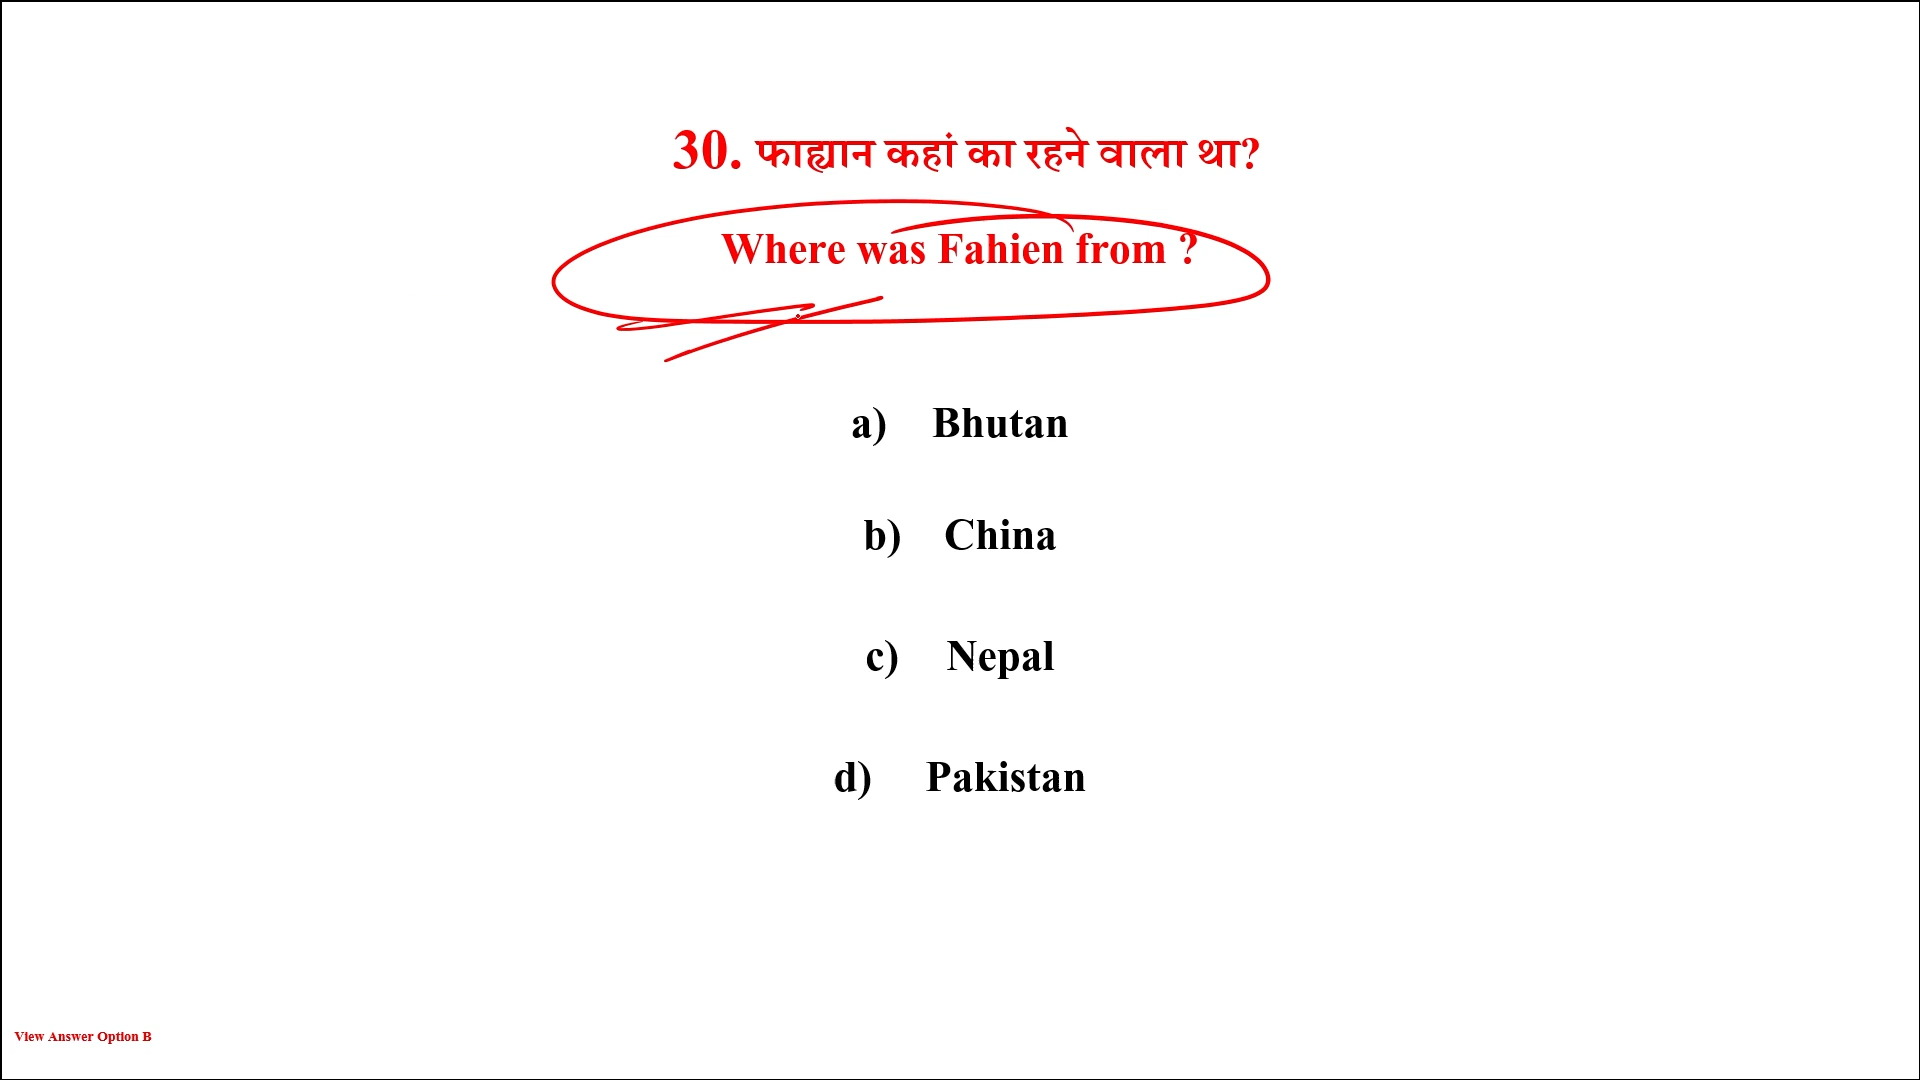 30. फाह्यान कहां का रहने वाला था?
Where was Fahien from ?
a) Bhutan
b) China
c) Nepal
d) Pakistan
View Answer Option B